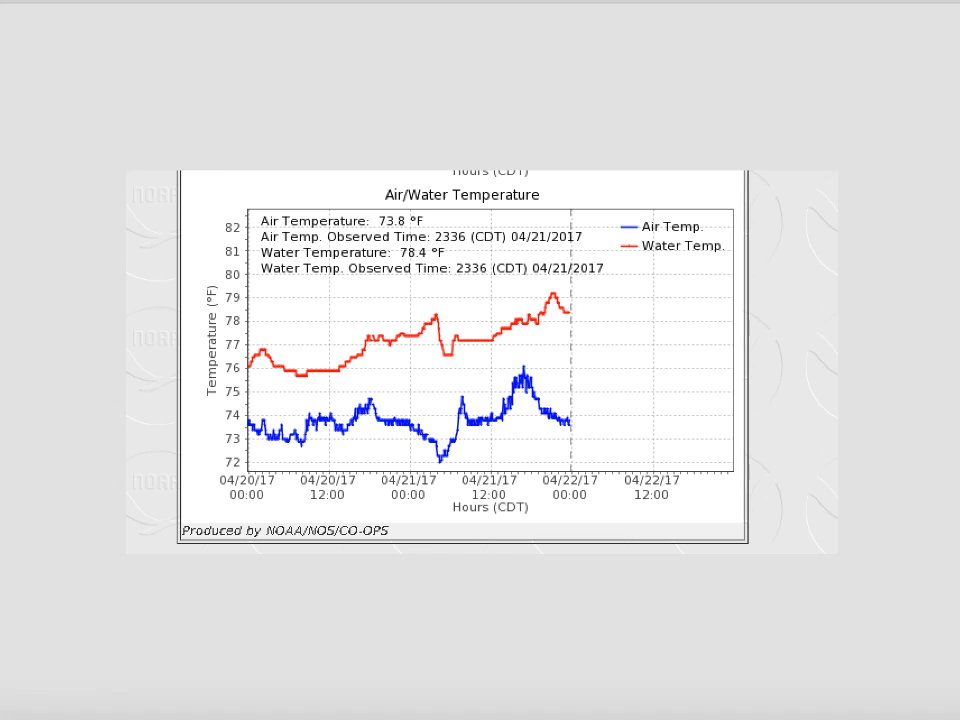 Hours (CDT)
Air/Water Temperature
Air Temperature: 73.8 °F
Air Temp. Observed Time: 2336 (CDT) 04/21/2017
Water Temperature: 78.4 °F
Water Temp. Observed Time: 2336 (CDT) 04/21/2017
Air Temp.
Water Temp.
82
81
80
79
78
77
76
75
74
73
72
Temperature (°F)
04/20/17 04/20/17 04/21/17 04/21/17 04/22/17 04/22/17
00:00 12:00 00:00 12:00 00:00 12:00
Hours (CDT)
Produced by NOAA/NOS/CO-OPS